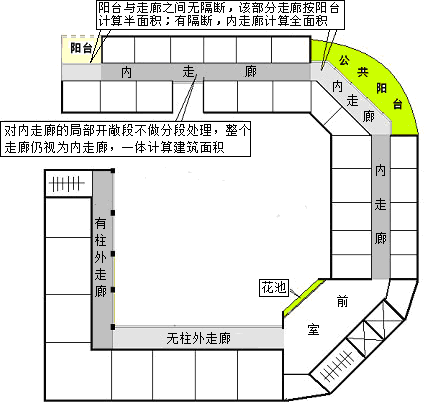 阳台与走廊之间无隔断，该部分走廊按阳台
计算半面积；有隔断，内走廊计算全面积
阳台
内走廊
公共阳台
内走廊
对内走廊的局部开敞段不做分段处理，整个
走廊仍视为内走廊，一体计算建筑面积
内走廊
有柱外走廊
花池
前室
无柱外走廊